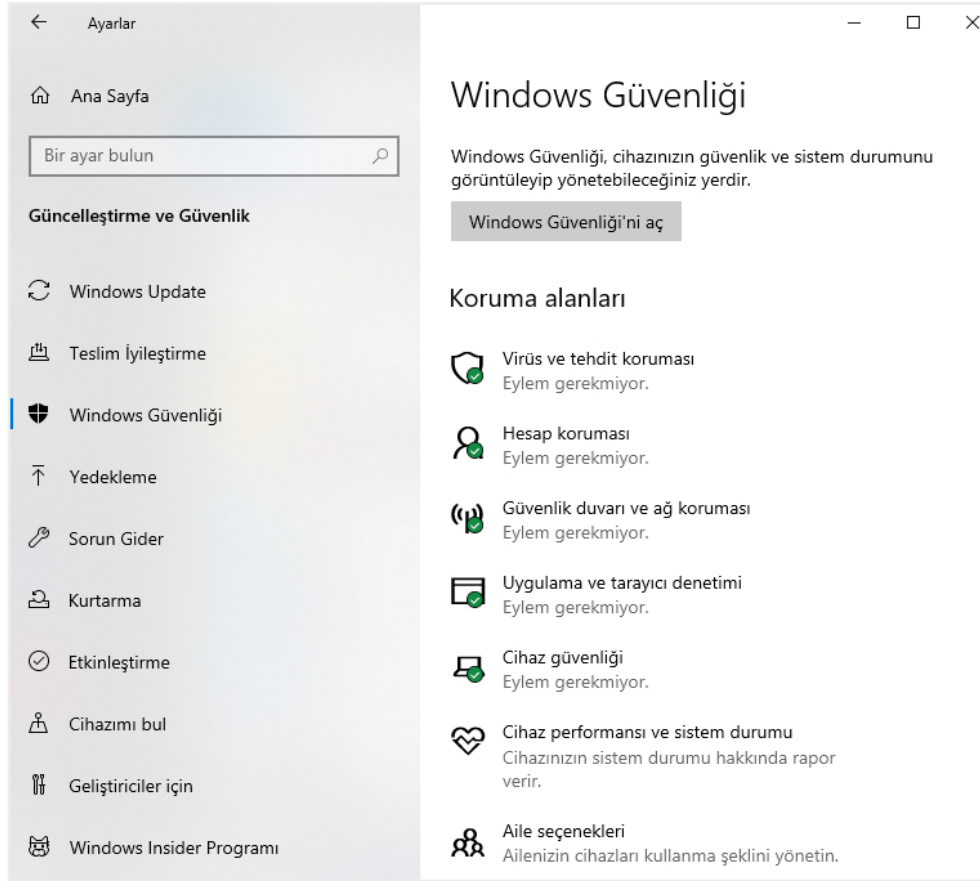 Ayarlar
Ana Sayfa
Bir ayar bulun
Güncelleştirme ve Güvenlik
Windows Update
Teslim İyileştirme
Windows Güvenliği
Yedekleme
Sorun Gider
Kurtarma
Etkinleştirme
Cihazımı bul
Geliştiriciler için
Windows Insider Programı
Windows Güvenliği
Windows Güvenliği, cihazınızın güvenlik ve sistem durumunu
görüntüleyip yönetebileceğiniz yerdir.
Windows Güvenliği'ni aç
Koruma alanları
Virüs ve tehdit koruması
Eylem gerekmiyor.
Hesap koruması
Eylem gerekmiyor.
Güvenlik duvarı ve ağ koruması
Eylem gerekmiyor.
Uygulama ve tarayıcı denetimi
Eylem gerekmiyor.
Cihaz güvenliği
Eylem gerekmiyor.
Cihaz performansı ve sistem durumu
Cihazınızın sistem durumu hakkında rapor
verir.
Aile seçenekleri
Ailenizin cihazları kullanma şeklini yönetin.